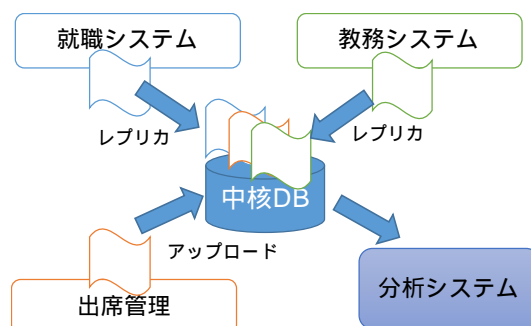 就職システム
教務システム
レプリカ
レプリカ
中核DB
アップロード
分析システム
出席管理